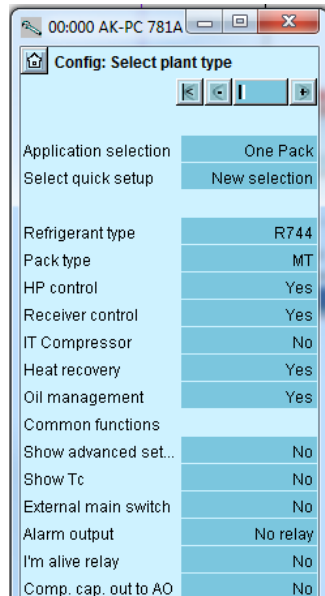 00:000 AK-PC 781A
Config: Select plant type
Application selection One Pack
Select quick setup New selection
Refrigerant type R744
Pack type MT
HP control Yes
Receiver control Yes
IT Compressor No
Heat recovery Yes
Oil management Yes
Common functions
Show advanced set... No
Show Tc No
External main switch No
Alarm output No relay
I'm alive relay No
Comp. cap. out to AO No